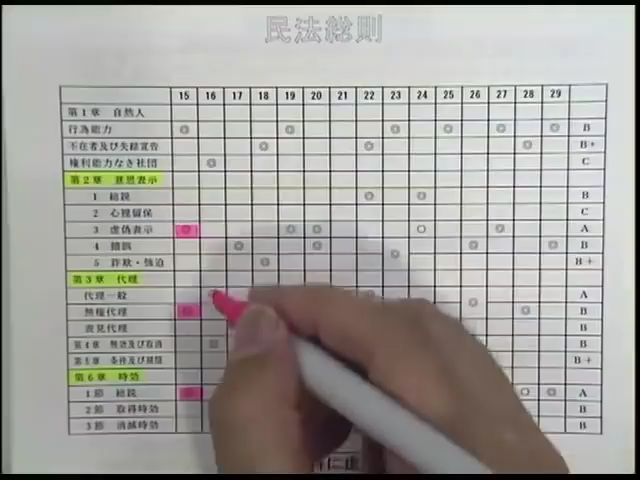 民法総則
15 16 17 18 19 20 21 22 23 24 25 26 27 28 29
第1章 自然人
行為能力 ◎ ◎ ◎ ◎ ◎ ◎ B
不在者及び失踪宣告 ◎ ◎ ◎ B+
権利能力なき社団 ◎ C
第2章 意思表示
1 総説 ◎ ◎ B
2 心裡留保 C
3 虚偽表示 ◎ ◎ ◎ ○ ◎ A
4 錯誤 ◎ ◎ ◎ ◎ B
5 詐欺・強迫 ◎ ◎ B+
第3章 代理
代理一般 ◎ A
無権代理 ◎ B
表見代理 B
第4章 無効及び取消 B
第5章 条件及び期限 B+
第6章 時効
1節 総説 ○ ◎ A
2節 取得時効 B
3節 消滅時効 B